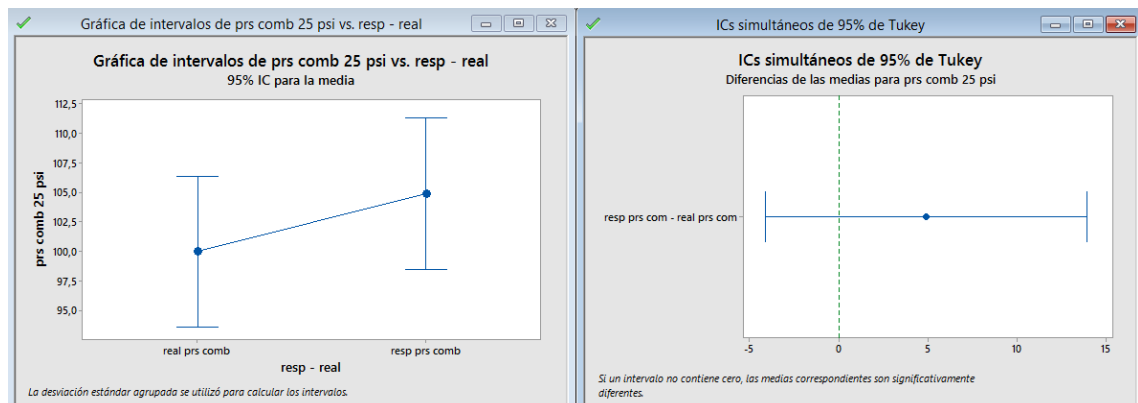 Gráfica de intervalos de prs comb 25 psi vs. resp - real
Gráfica de intervalos de prs comb 25 psi vs. resp - real
95% IC para la media
112,5
110,0
107,5
105,0
102,5
100,0
97,5
95,0
prs comb 25 psi
real prs comb
resp prs comb
resp - real
La desviación estándar agrupada se utilizó para calcular los intervalos.
ICs simultáneos de 95% de Tukey
ICs simultáneos de 95% de Tukey
Diferencias de las medias para prs comb 25 psi
resp prs com - real prs com
-5
0
5
10
15
Si un intervalo no contiene cero, las medias correspondientes son significativamente
diferentes.